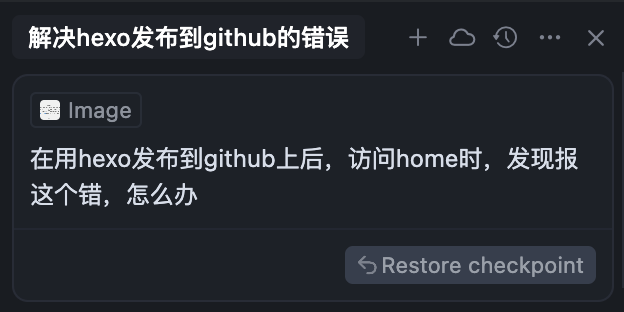 解决hexo发布到github的错误
Image
在用hexo发布到github上后，访问home时，发现报
这个错，怎么办
Restore checkpoint